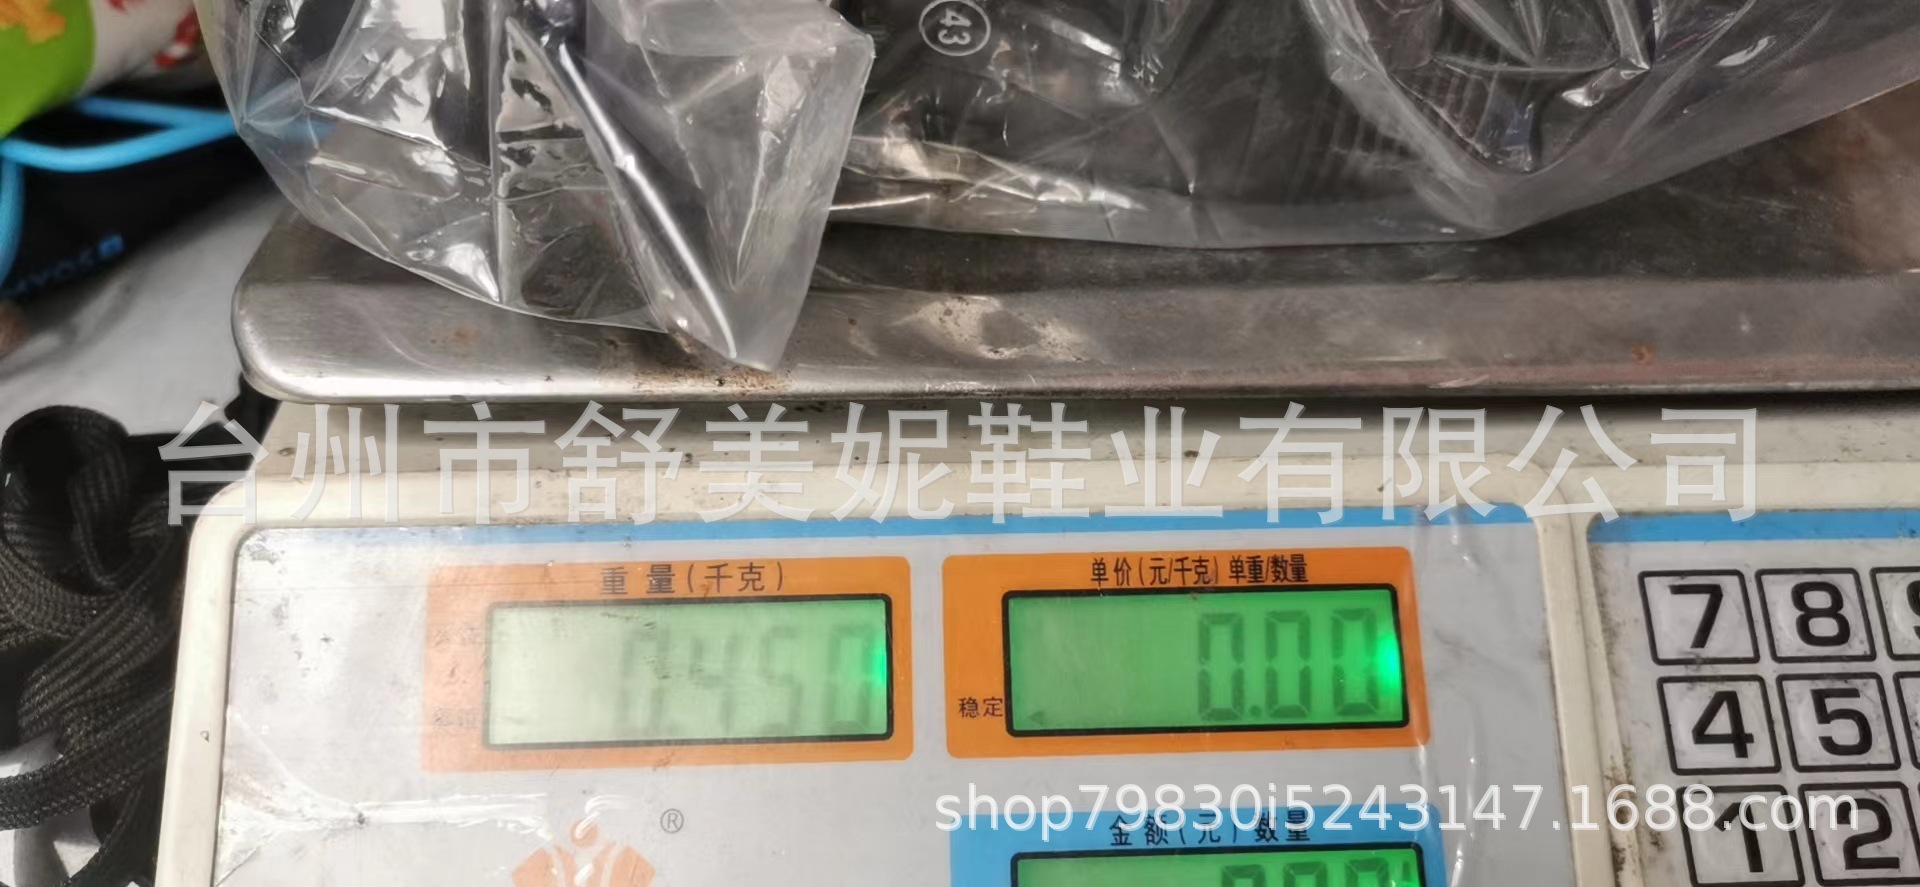 43
台州市舒美妮鞋业有限公司
重量(千克)
单价(元/千克) 单重/数量
0.450
0.00
稳定
7 8
4 5
®
shop79830i5243147.1688.com
金额(元) 数量
1 2